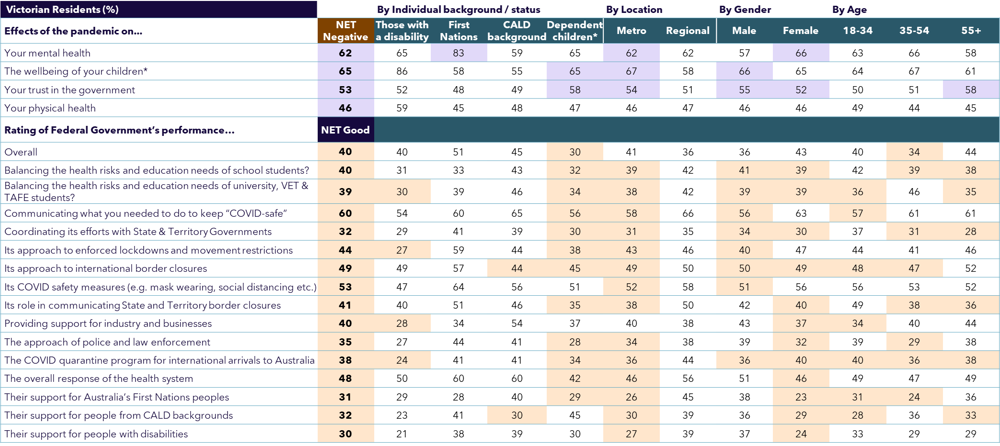 Victorian Residents (%) By Individual background / status By Location By Gender By Age
Effects of the pandemic on... NET Negative Those with a disability First Nations CALD background Dependent children* Metro Regional Male Female 18-34 35-54 55+
Your mental health 62 65 83 59 65 62 62 57 66 63 66 58
The wellbeing of your children* 65 86 58 55 65 67 58 66 65 64 67 61
Your trust in the government 53 52 48 49 58 54 51 55 52 50 51 58
Your physical health 46 59 45 48 47 46 47 46 46 49 44 45
Rating of Federal Government’s performance… NET Good
Overall 40 40 51 45 30 41 36 36 43 40 34 44
Balancing the health risks and education needs of school students? 40 31 33 43 32 39 42 41 39 42 39 38
Balancing the health risks and education needs of university, VET &
TAFE students? 39 30 39 46 34 38 42 39 39 36 46 35
Communicating what you needed to do to keep “COVID-safe” 60 54 60 65 56 58 66 56 63 57 61 61
Coordinating its efforts with State & Territory Governments 32 29 41 39 30 31 35 34 30 37 31 28
Its approach to enforced lockdowns and movement restrictions 44 27 59 44 38 43 46 40 47 44 41 46
Its approach to international border closures 49 49 57 44 45 49 50 50 49 48 47 52
Its COVID safety measures (e.g. mask wearing, social distancing etc.) 53 47 64 56 51 52 58 51 56 56 53 52
Its role in communicating State and Territory border closures 41 40 51 46 35 38 50 42 40 49 38 36
Providing support for industry and businesses 40 28 34 54 37 40 38 43 37 34 40 44
The approach of police and law enforcement 35 27 44 41 28 34 38 39 32 39 29 38
The COVID quarantine program for international arrivals to Australia 38 24 41 41 34 36 44 36 40 40 36 38
The overall response of the health system 48 50 60 60 42 46 56 51 46 49 47 49
Their support for Australia’s First Nations peoples 31 29 28 40 29 26 45 38 23 31 24 36
Their support for people from CALD backgrounds 32 23 41 30 45 30 39 36 29 28 36 33
Their support for people with disabilities 30 21 38 39 30 27 39 37 24 33 29 29